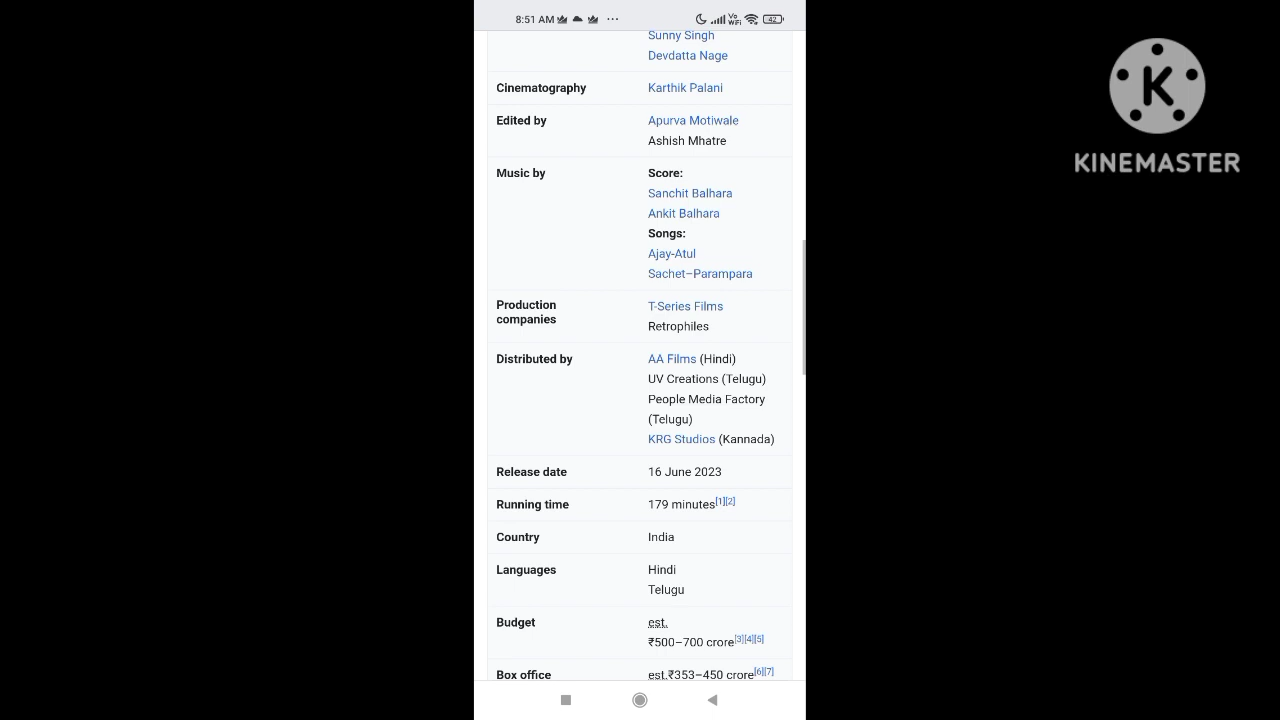 8:51 AM ...
Vo WiFi 42
Sunny Singh
Devdatta Nage
Cinematography Karthik Palani
Edited by Apurva Motiwale
Ashish Mhatre
Music by Score:
Sanchit Balhara
Ankit Balhara
Songs:
Ajay-Atul
Sachet–Parampara
Production companies T-Series Films
Retrophiles
Distributed by AA Films (Hindi)
UV Creations (Telugu)
People Media Factory
(Telugu)
KRG Studios (Kannada)
Release date 16 June 2023
Running time 179 minutes[1][2]
Country India
Languages Hindi
Telugu
Budget est.
₹500–700 crore[3][4][5]
Box office est.₹353–450 crore[6][7]
K
KINEMASTER